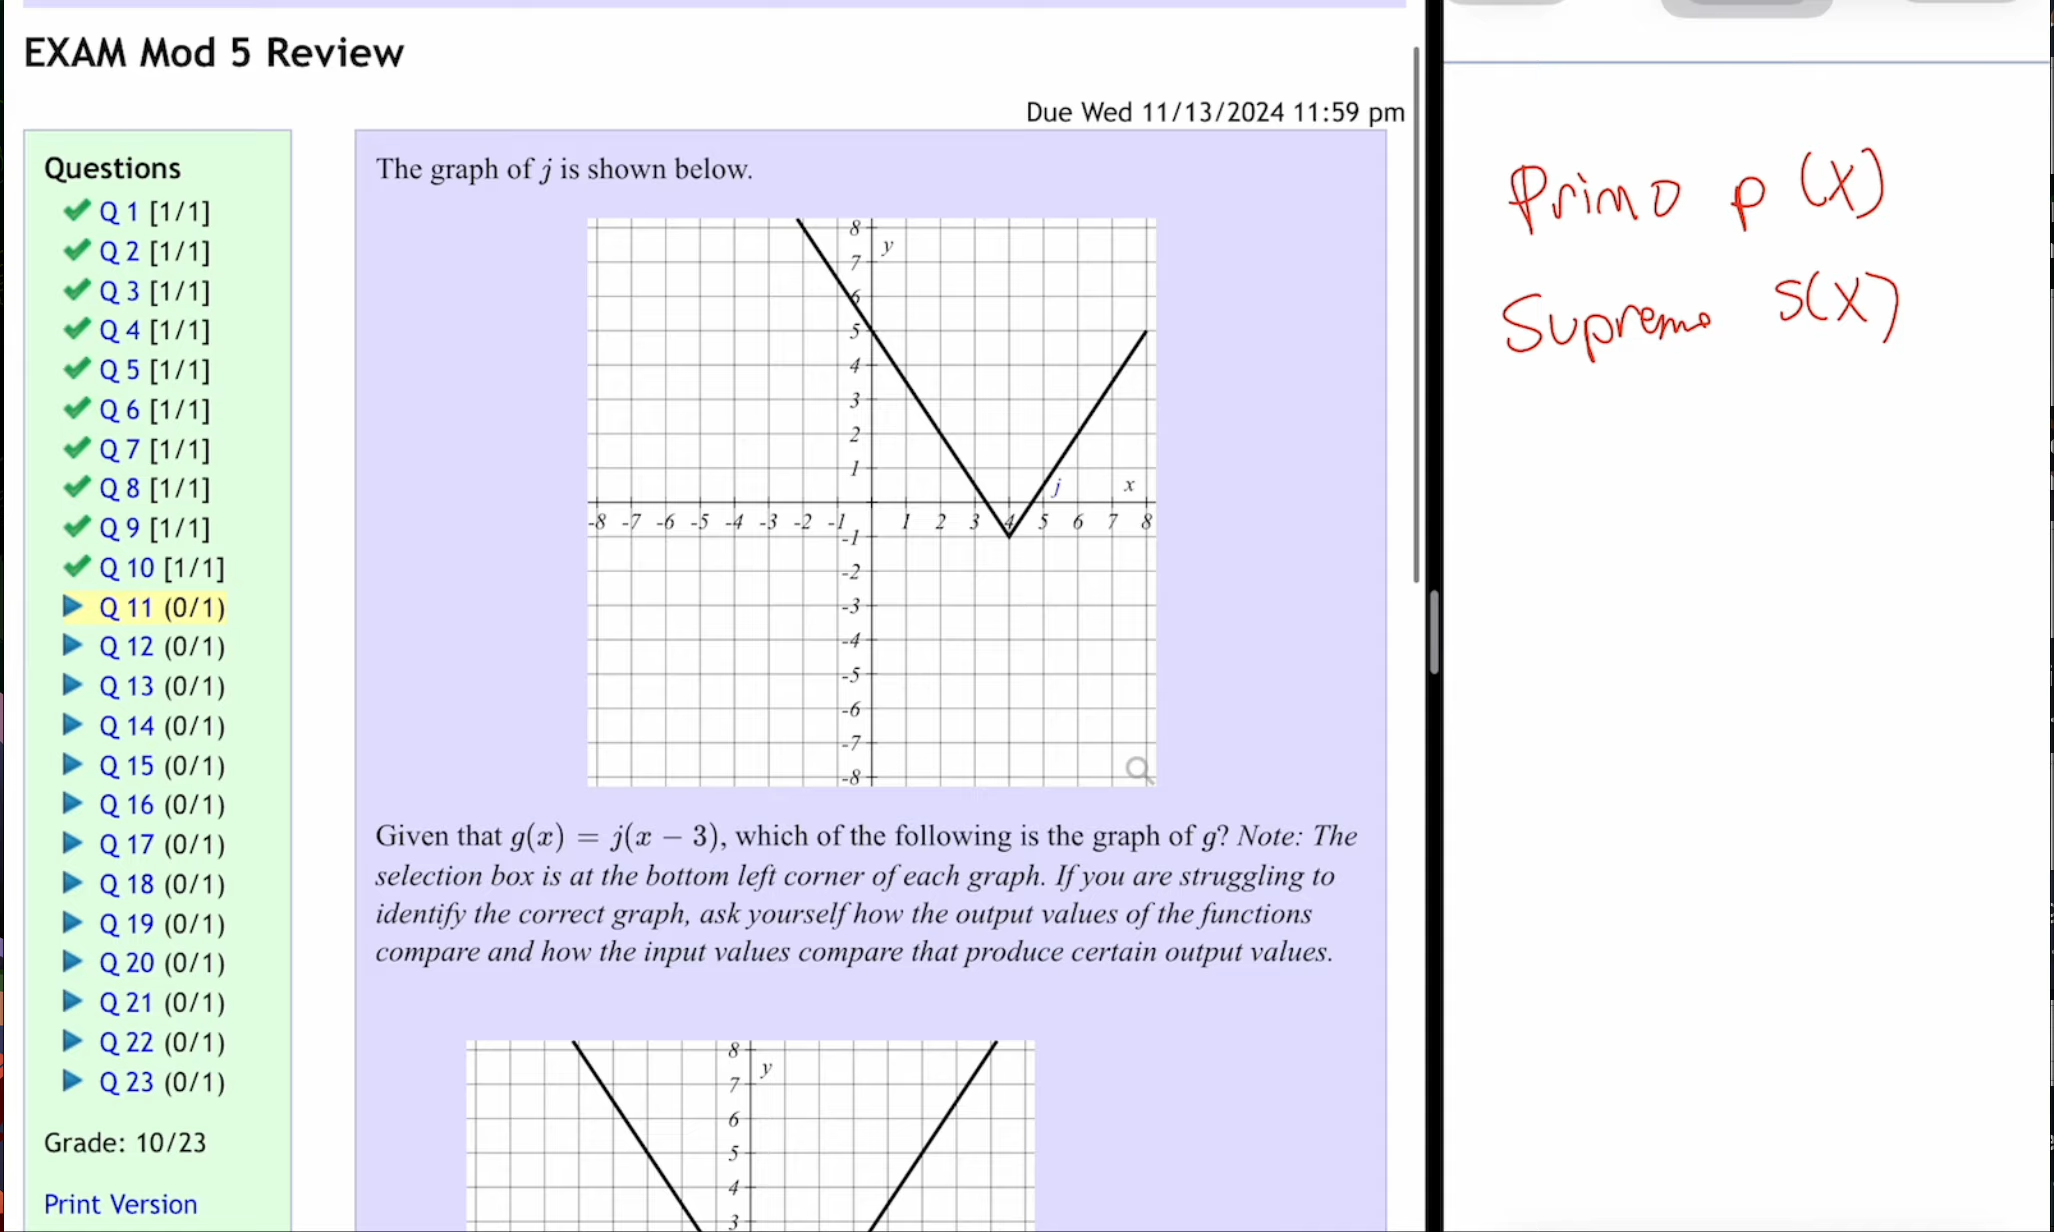 EXAM Mod 5 Review
Due Wed 11/13/2024 11:59 pm
Questions
Q 1 [1/1]
Q 2 [1/1]
Q 3 [1/1]
Q 4 [1/1]
Q 5 [1/1]
Q 6 [1/1]
Q 7 [1/1]
Q 8 [1/1]
Q 9 [1/1]
Q 10 [1/1]
Q 11 (0/1)
Q 12 (0/1)
Q 13 (0/1)
Q 14 (0/1)
Q 15 (0/1)
Q 16 (0/1)
Q 17 (0/1)
Q 18 (0/1)
Q 19 (0/1)
Q 20 (0/1)
Q 21 (0/1)
Q 22 (0/1)
Q 23 (0/1)
Grade: 10/23
Print Version
The graph of j is shown below.
8
y
7
6
5
4
3
2
1
j
x
-8 -7 -6 -5 -4 -3 -2 -1 1 2 3 4 5 6 7 8
-1
-2
-3
-4
-5
-6
-7
-8
Given that g(x) = j(x − 3), which of the following is the graph of g? Note: The
selection box is at the bottom left corner of each graph. If you are struggling to
identify the correct graph, ask yourself how the output values of the functions
compare and how the input values compare that produce certain output values.
8
y
7
6
5
4
3
Primo p(x)
Supremo s(x)